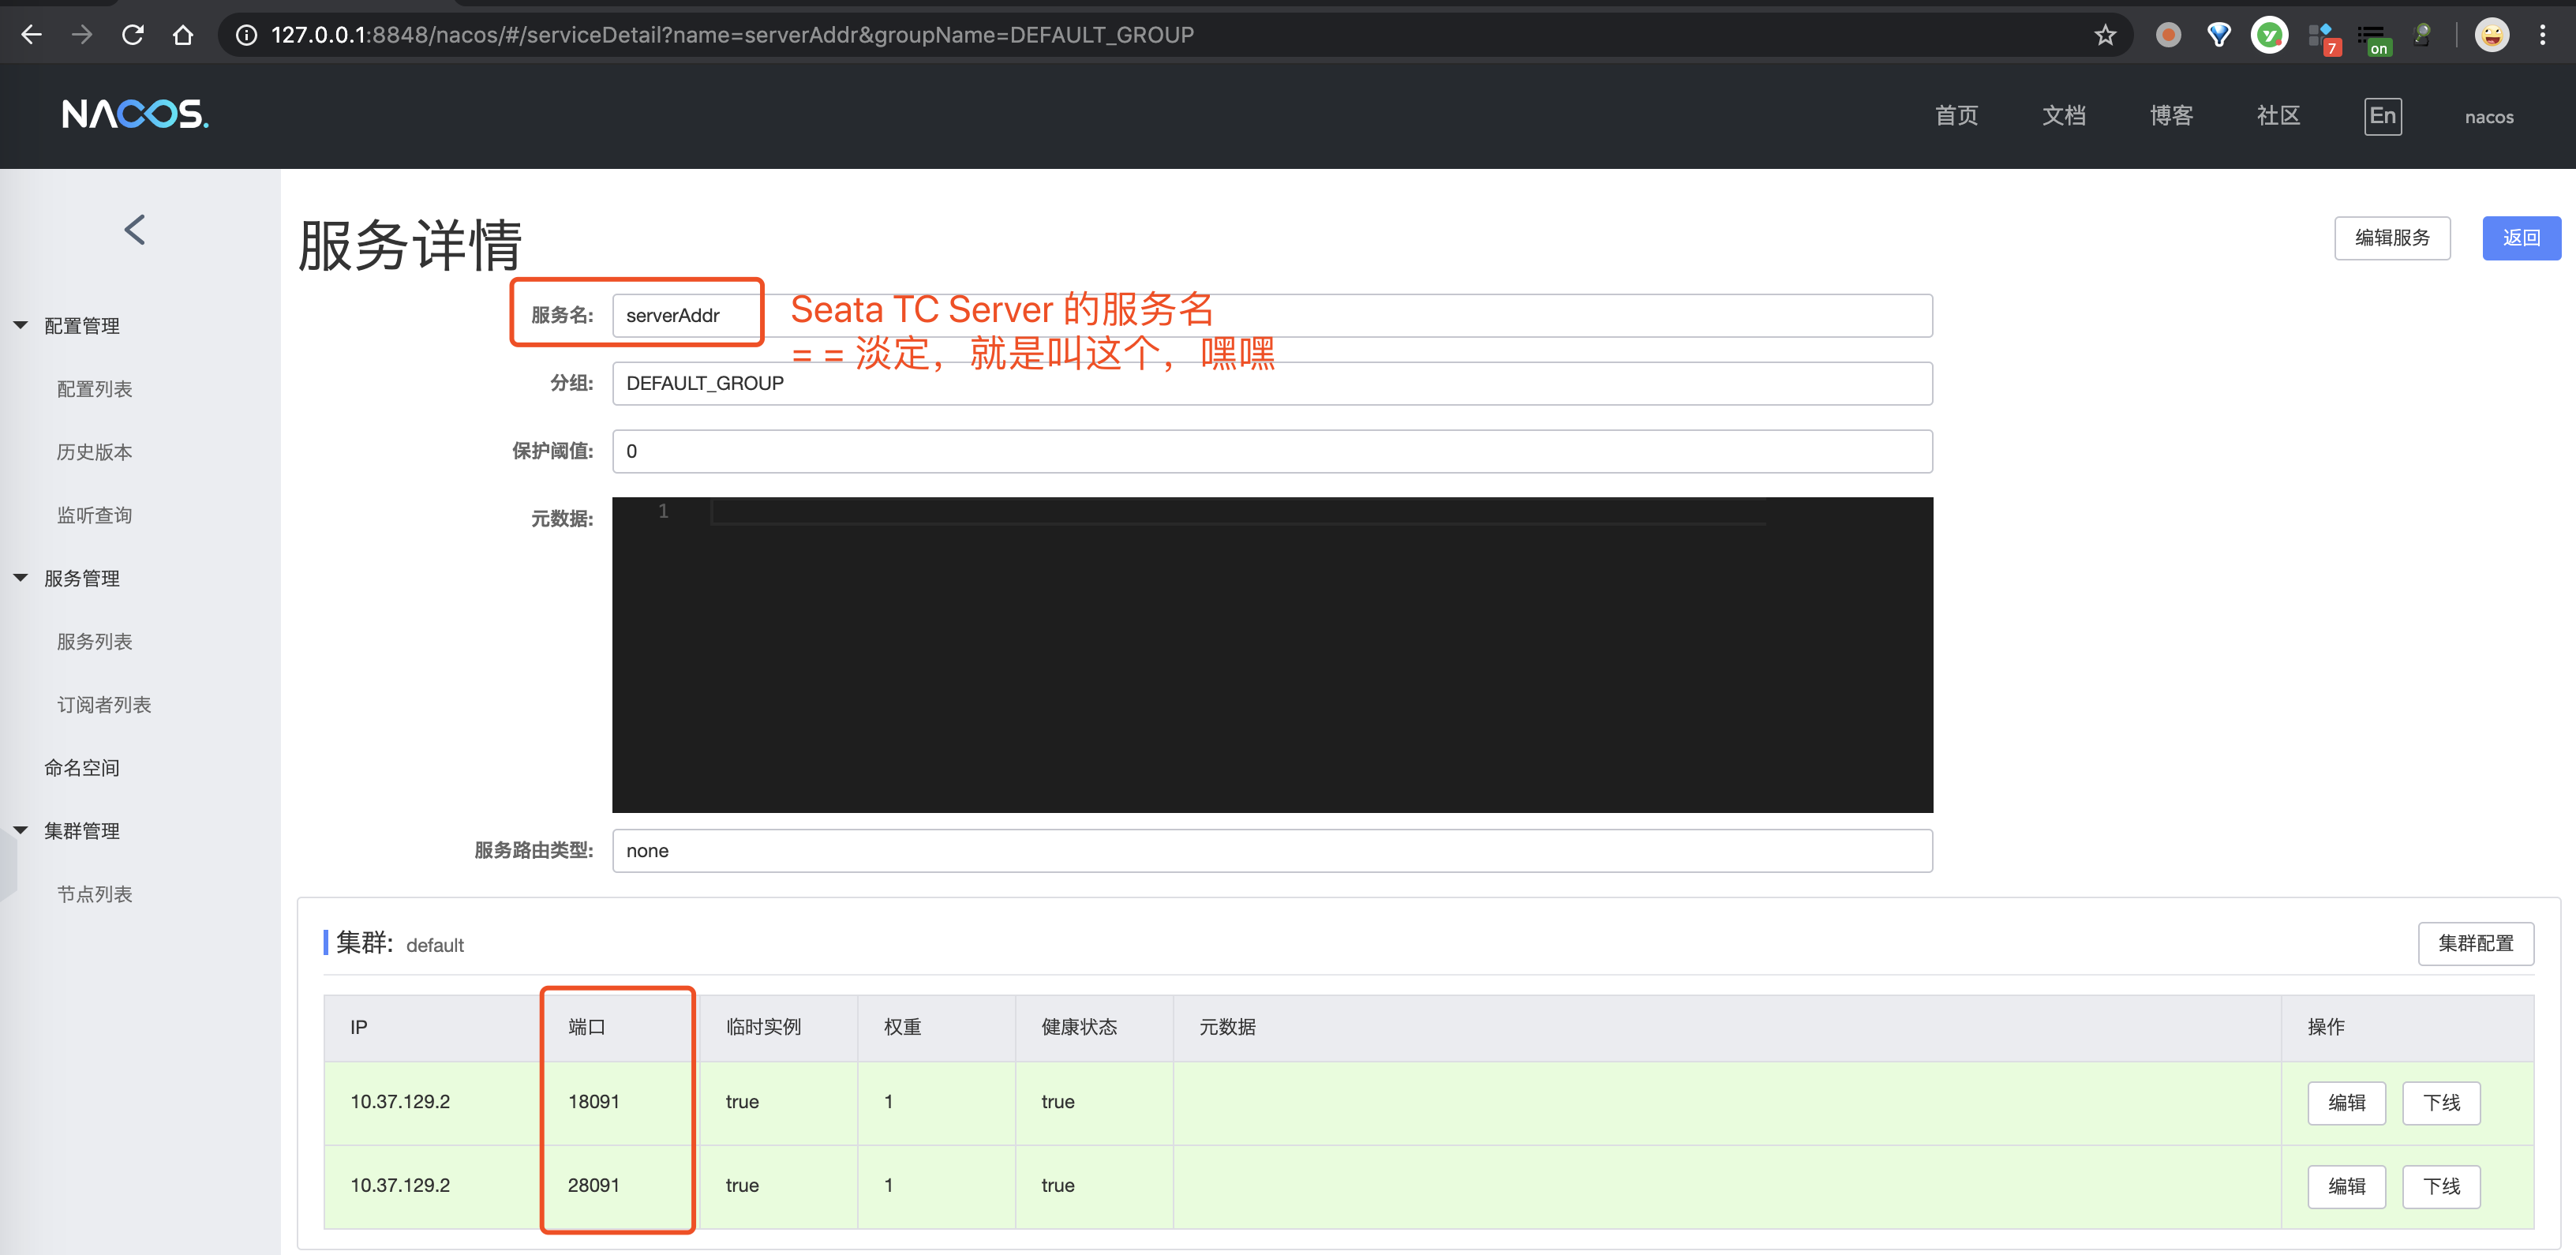 127.0.0.1:8848/nacos/#/serviceDetail?name=serverAddr&groupName=DEFAULT_GROUP
7
on
NACOS.
首页 文档 博客 社区 En nacos
服务详情
编辑服务 返回
配置管理
配置列表
历史版本
监听查询
服务管理
服务列表
订阅者列表
命名空间
集群管理
节点列表
服务名: serverAddr
Seata TC Server 的服务名
= = 淡定，就是叫这个，嘿嘿
分组: DEFAULT_GROUP
保护阈值: 0
元数据: 1
服务路由类型: none
集群: default 集群配置
IP 端口 临时实例 权重 健康状态 元数据 操作
10.37.129.2 18091 true 1 true 编辑 下线
10.37.129.2 28091 true 1 true 编辑 下线